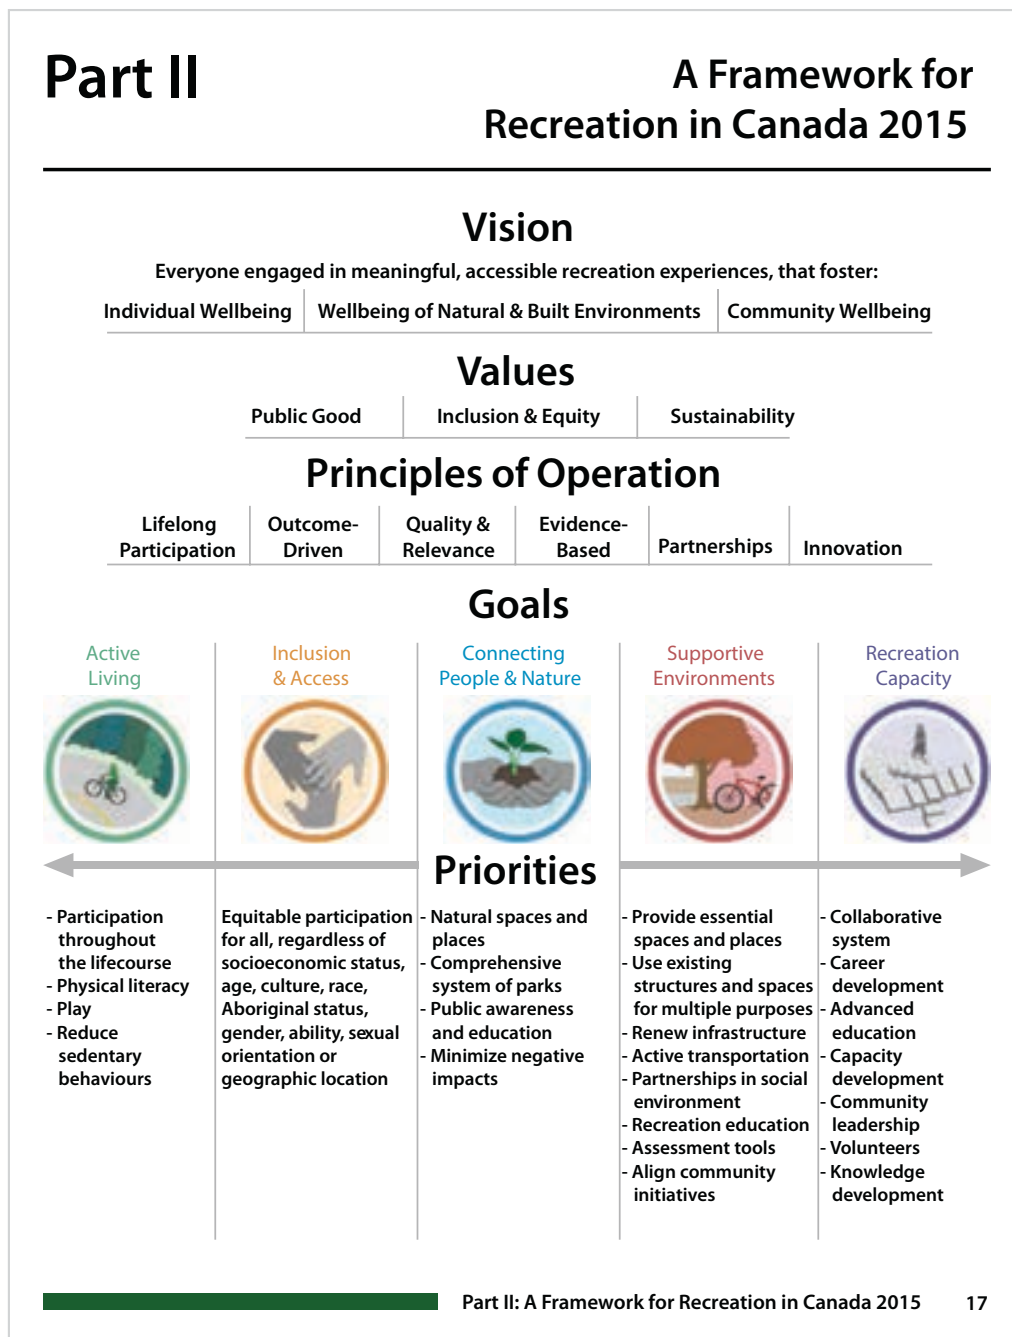 Part II
A Framework for
Recreation in Canada 2015
Vision
Everyone engaged in meaningful, accessible recreation experiences, that foster:
Individual Wellbeing
Wellbeing of Natural & Built Environments
Community Wellbeing
Values
Public Good
Inclusion & Equity
Sustainability
Principles of Operation
Lifelong
Participation
Outcome-
Driven
Quality &
Relevance
Evidence-
Based
Partnerships
Innovation
Goals
Active
Living
Inclusion
& Access
Connecting
People & Nature
Supportive
Environments
Recreation
Capacity
Priorities
- Participation
throughout
the lifecourse
- Physical literacy
- Play
- Reduce
sedentary
behaviours
Equitable participation
for all, regardless of
socioeconomic status,
age, culture, race,
Aboriginal status,
gender, ability, sexual
orientation or
geographic location
- Natural spaces and
places
- Comprehensive
system of parks
- Public awareness
and education
- Minimize negative
impacts
- Provide essential
spaces and places
- Use existing
structures and spaces
for multiple purposes
- Renew infrastructure
- Active transportation
- Partnerships in social
environment
- Recreation education
- Assessment tools
- Align community
initiatives
- Collaborative
system
- Career
development
- Advanced
education
- Capacity
development
- Community
leadership
- Volunteers
- Knowledge
development
Part II: A Framework for Recreation in Canada 2015 17